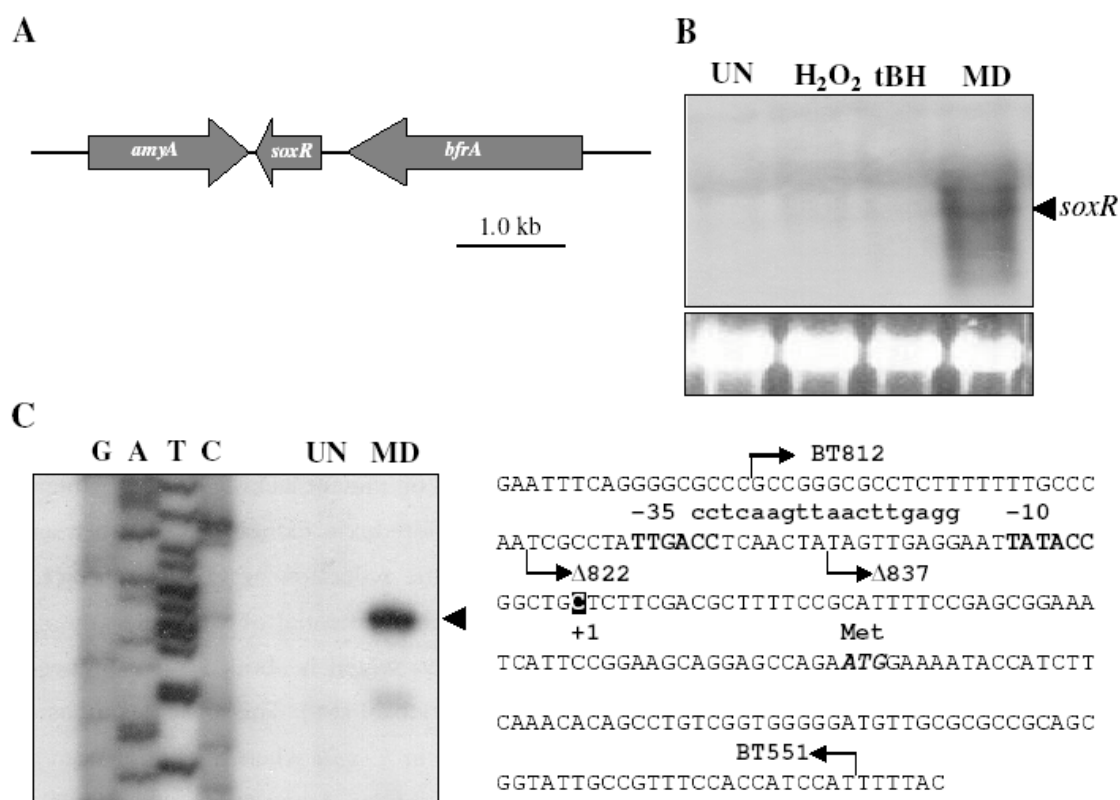 A
amyA soxR bfrA
1.0 kb
B
UN H2O2 tBH MD
soxR
C
G A T C UN MD
BT812
GAATTTCAGGGGCGCCCGCCGGGCGCCTCTTTTTTTGCCC
-35 cctcaagttaacttgagg -10
AATCGCCTATTGACCTCAACTATAGTTGAGGAATTATACC
Δ822 Δ837
GGCTGCTCTTCGACGCTTTTCCGCATTTTCCGAGCGGAAA
+1 Met
TCATTCCGGAAGCAGGAGCCAGAATGGAAAATACCATCTT
CAAACACAGCCTGTCGGTGGGGGATGTTGCGCGCCGCAGC
BT551
GGTATTGCCGTTTCCACCATCCATTTTTAC